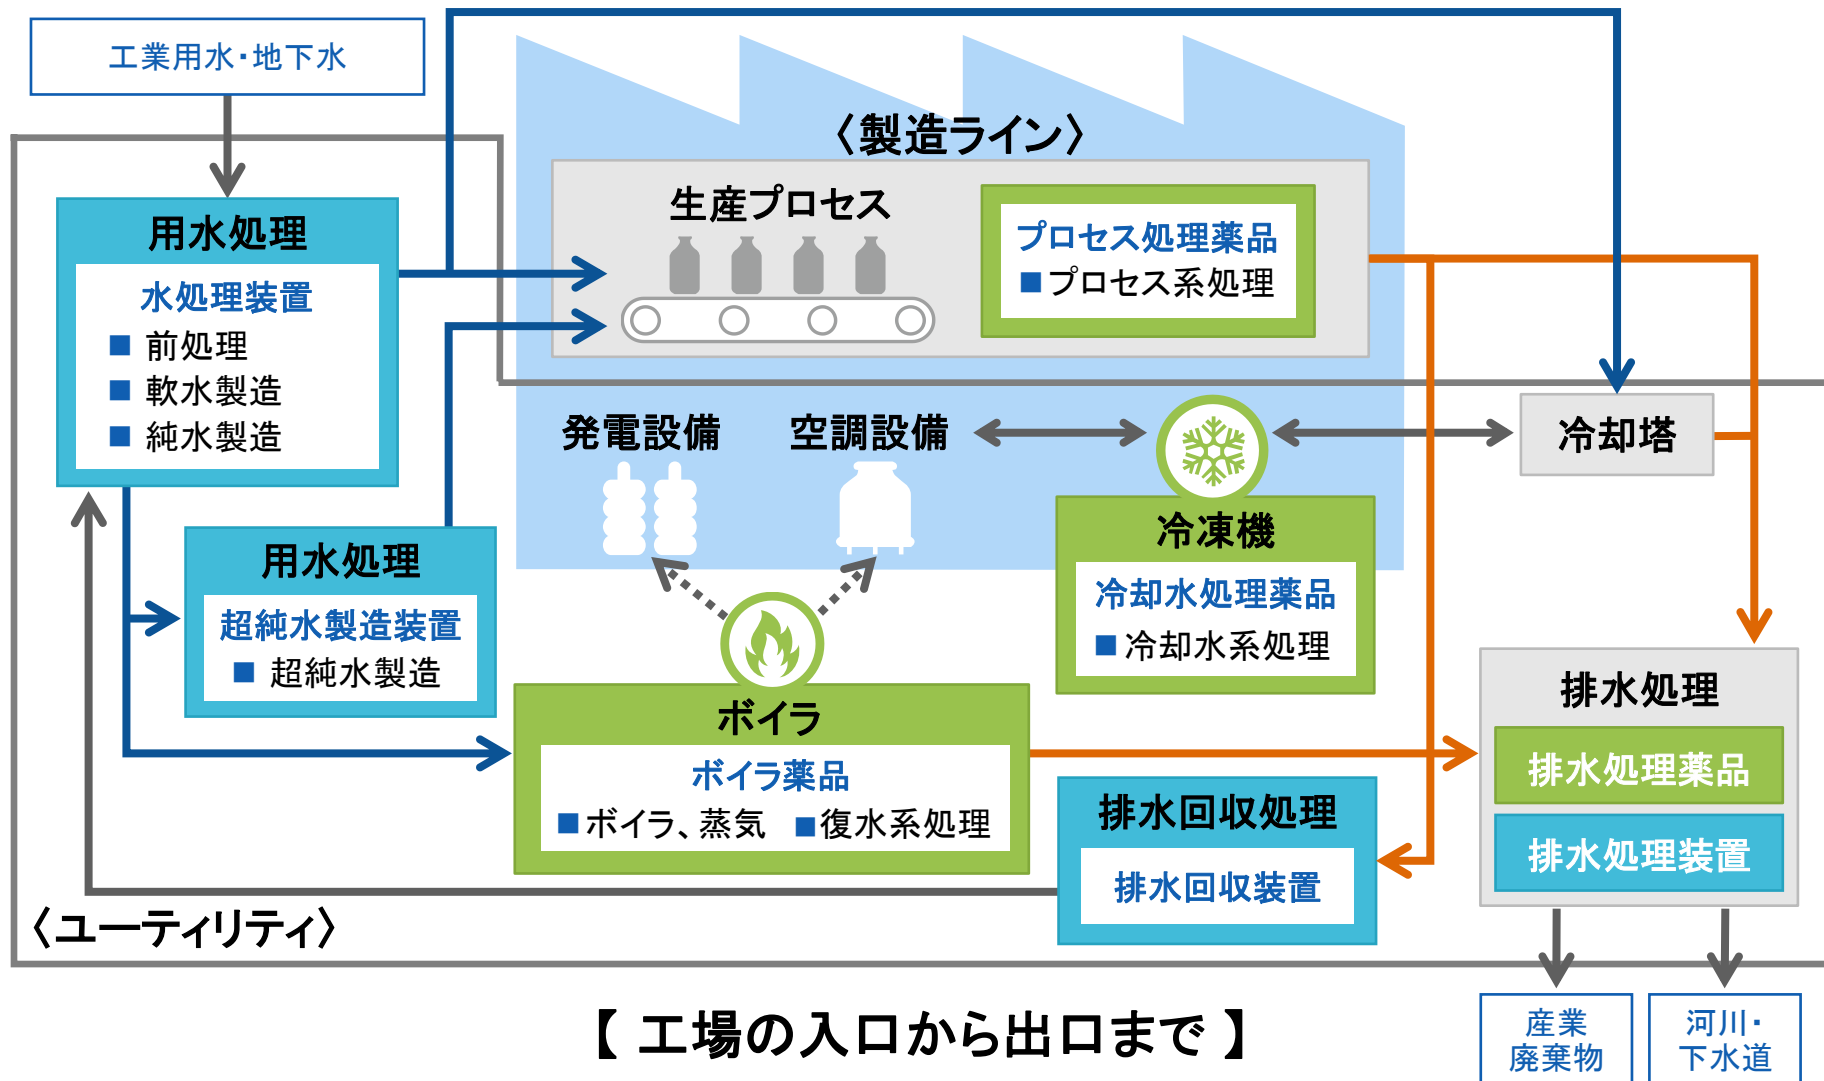 工業用水・地下水
〈製造ライン〉
生産プロセス
プロセス処理薬品
■プロセス系処理
用水処理
水処理装置
■ 前処理
■ 軟水製造
■ 純水製造
発電設備
空調設備
冷却塔
冷凍機
冷却水処理薬品
■冷却水系処理
用水処理
超純水製造装置
■ 超純水製造
ボイラ
ボイラ薬品
■ボイラ、蒸気 ■復水系処理
排水処理
排水処理薬品
排水処理装置
排水回収処理
排水回収装置
〈ユーティリティ〉
産業
廃棄物
河川・
下水道
【 工場の入口から出口まで 】